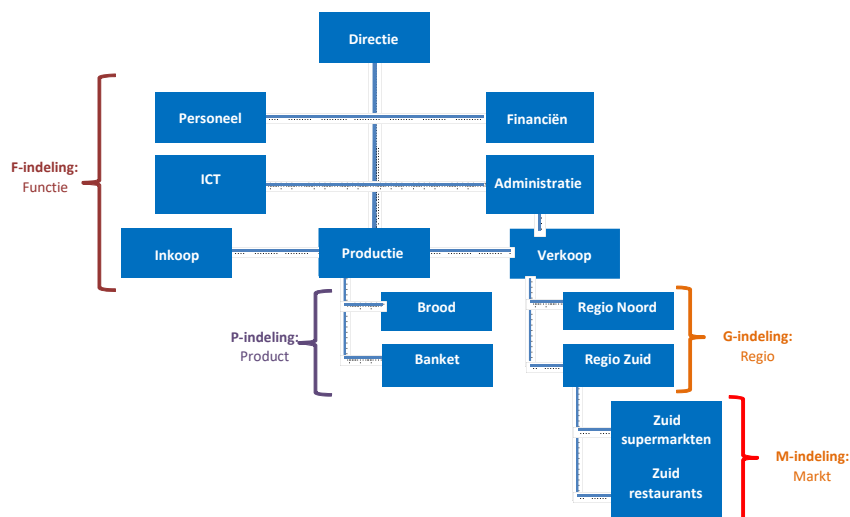 Directie
Personeel
Financiën
F-indeling:
Functie
ICT
Administratie
Inkoop
Productie
Verkoop
P-indeling:
Product
Brood
Banket
Regio Noord
Regio Zuid
G-indeling:
Regio
Zuid
supermarkten
Zuid
restaurants
M-indeling:
Markt